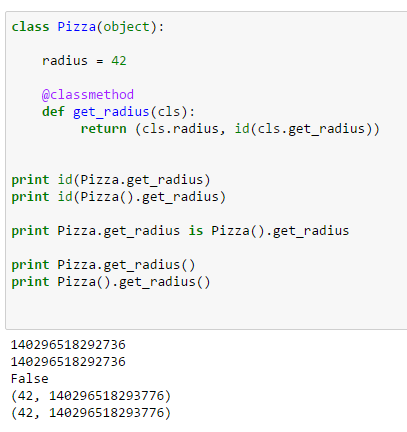 class Pizza(object):
radius = 42
@classmethod
def get_radius(cls):
return (cls.radius, id(cls.get_radius))
print id(Pizza.get_radius)
print id(Pizza().get_radius)
print Pizza.get_radius is Pizza().get_radius
print Pizza.get_radius()
print Pizza().get_radius()
140296518292736
140296518292736
False
(42, 140296518293776)
(42, 140296518293776)